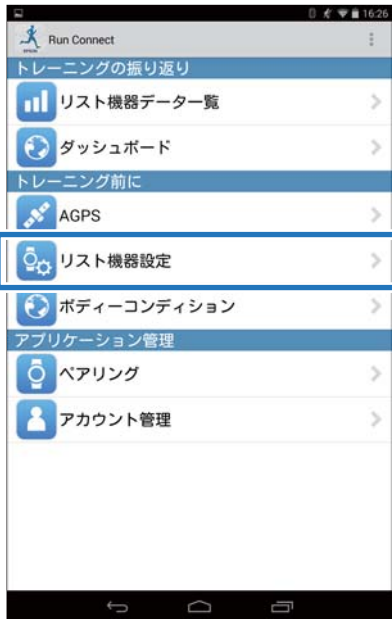 16:26
Run Connect
EPSON
トレーニングの振り返り
リスト機器データ一覧
ダッシュボード
トレーニング前に
AGPS
リスト機器設定
ボディーコンディション
アプリケーション管理
ペアリング
アカウント管理